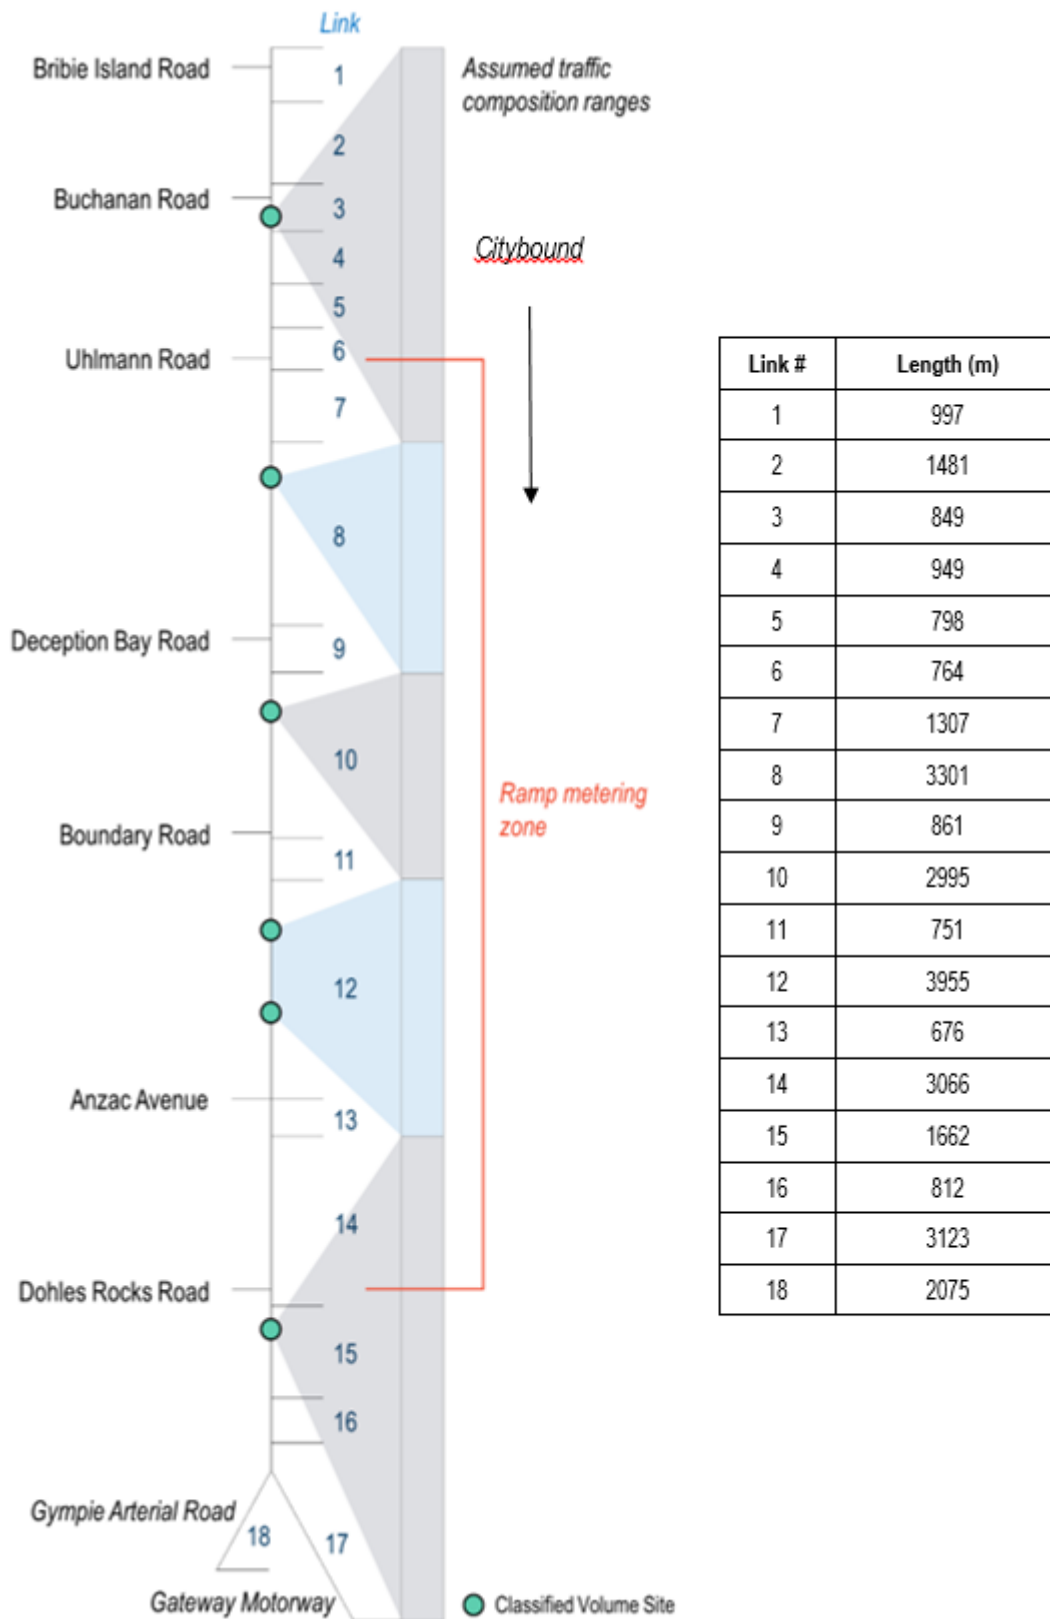 Link
Bribie Island Road
1
Assumed traffic
composition ranges
2
Buchanan Road
3
Citybound
4
5
Uhlmann Road
6
7
8
Deception Bay Road
9
10
Ramp metering
zone
Boundary Road
11
12
Anzac Avenue
13
14
Dohles Rocks Road
15
16
Gympie Arterial Road
18
17
Gateway Motorway
Classified Volume Site
Link # Length (m)
1 997
2 1481
3 849
4 949
5 798
6 764
7 1307
8 3301
9 861
10 2995
11 751
12 3955
13 676
14 3066
15 1662
16 812
17 3123
18 2075